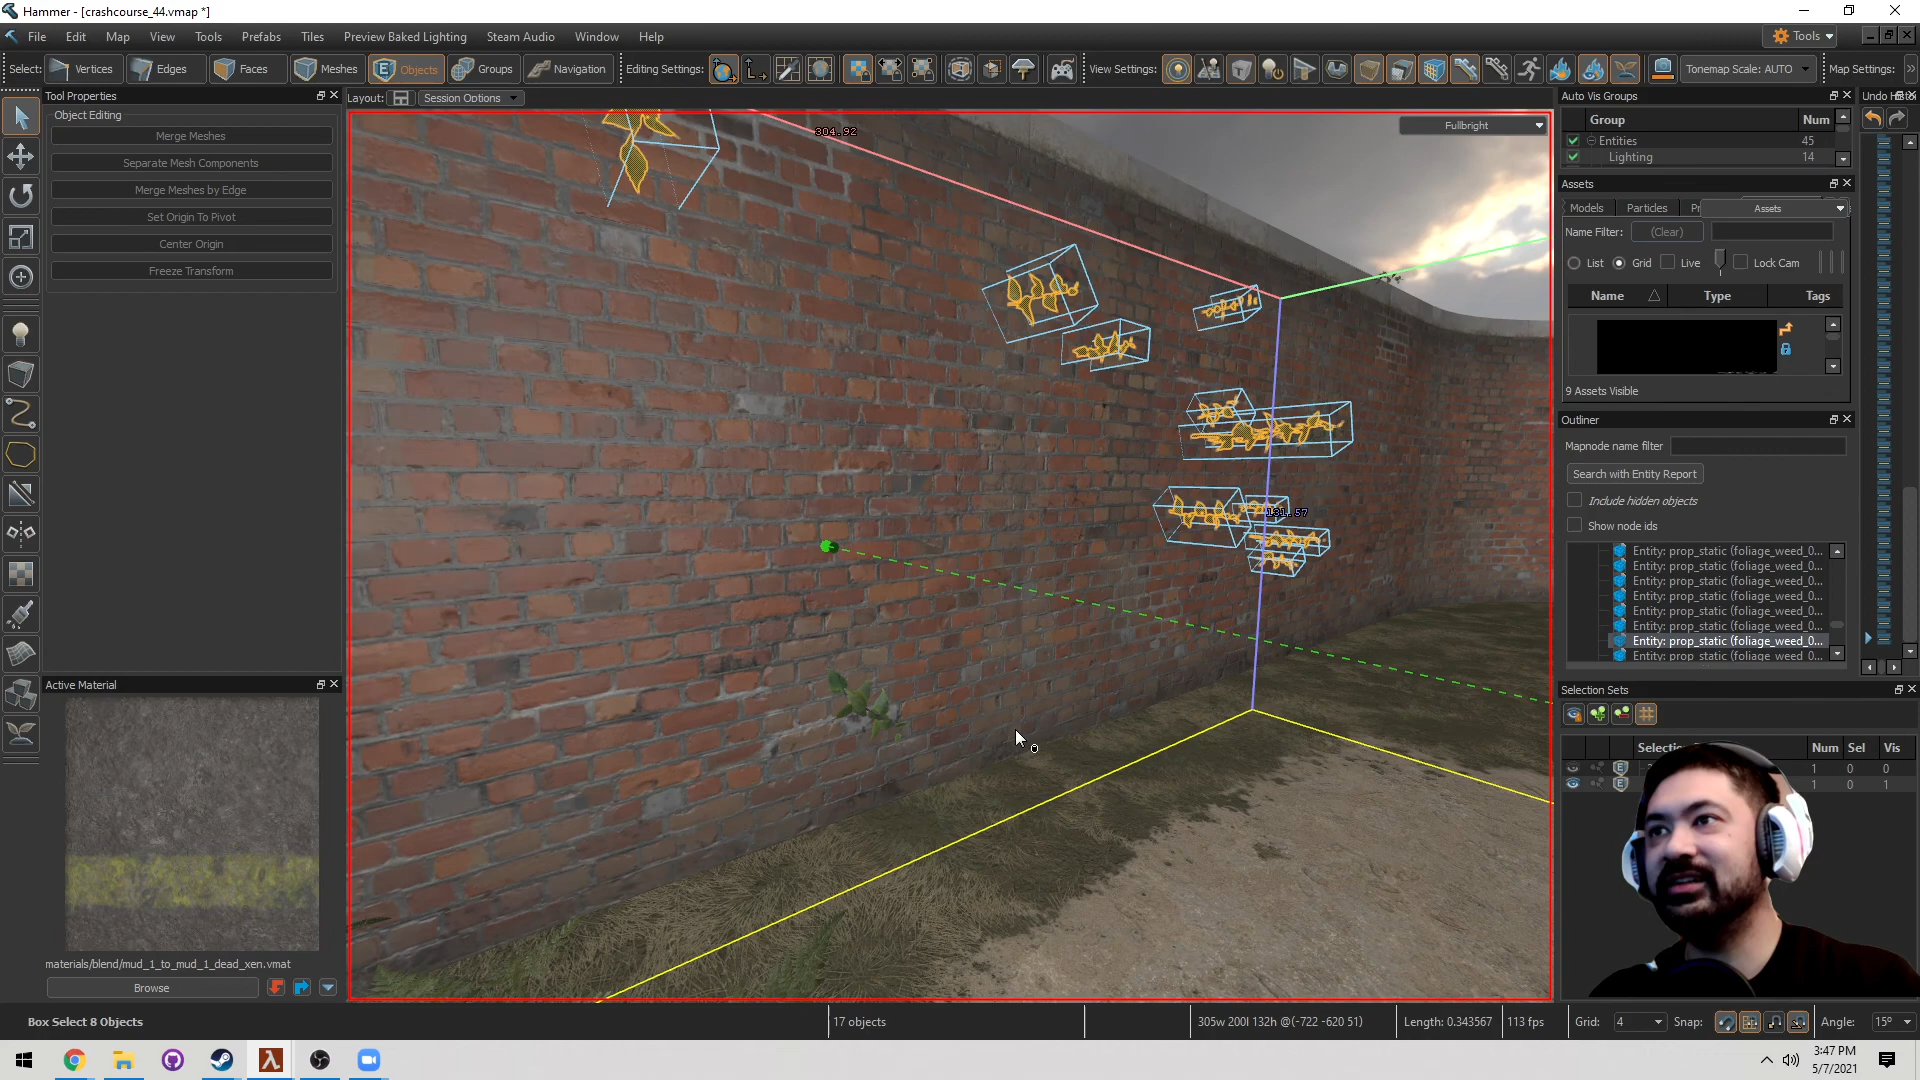 Hammer - [crashcourse_44.vmap *]
File Edit Map View Tools Prefabs Tiles Preview Baked Lighting Steam Audio Window Help
Tools
Select: Vertices Edges Faces Meshes Objects Groups Navigation Editing Settings: View Settings: Tonemap Scale: AUTO Map Settings:
Tool Properties
Object Editing
Merge Meshes
Separate Mesh Components
Merge Meshes by Edge
Set Origin To Pivot
Center Origin
Freeze Transform
Layout: Session Options
304.92
Fullbright
131.57
Auto Vis Groups
Group Num
Entities 45
Lighting 14
Undo
Assets
Models Particles Assets
Name Filter: (Clear)
List Grid Live Lock Cam
Name Type Tags
9 Assets Visible
Outliner
Mapnode name filter
Search with Entity Report
Include hidden objects
Show node ids
Entity: prop_static (foliage_weed_0...
Entity: prop_static (foliage_weed_0...
Entity: prop_static (foliage_weed_0...
Entity: prop_static (foliage_weed_0...
Entity: prop_static (foliage_weed_0...
Entity: prop_static (foliage_weed_0...
Entity: prop_static (foliage_weed_0...
Entity: prop_static (foliage_weed_0...
Selection Sets
Num Sel Vis
1 0 0
1 0 1
Active Material
materials/blend/mud_1_to_mud_1_dead_xen.vmat
Browse
Box Select 8 Objects
17 objects
305w 200l 132h @(-722 -620 51)
Length: 0.343567
113 fps
Grid: 4 Snap: Angle: 15°
3:47 PM
5/7/2021